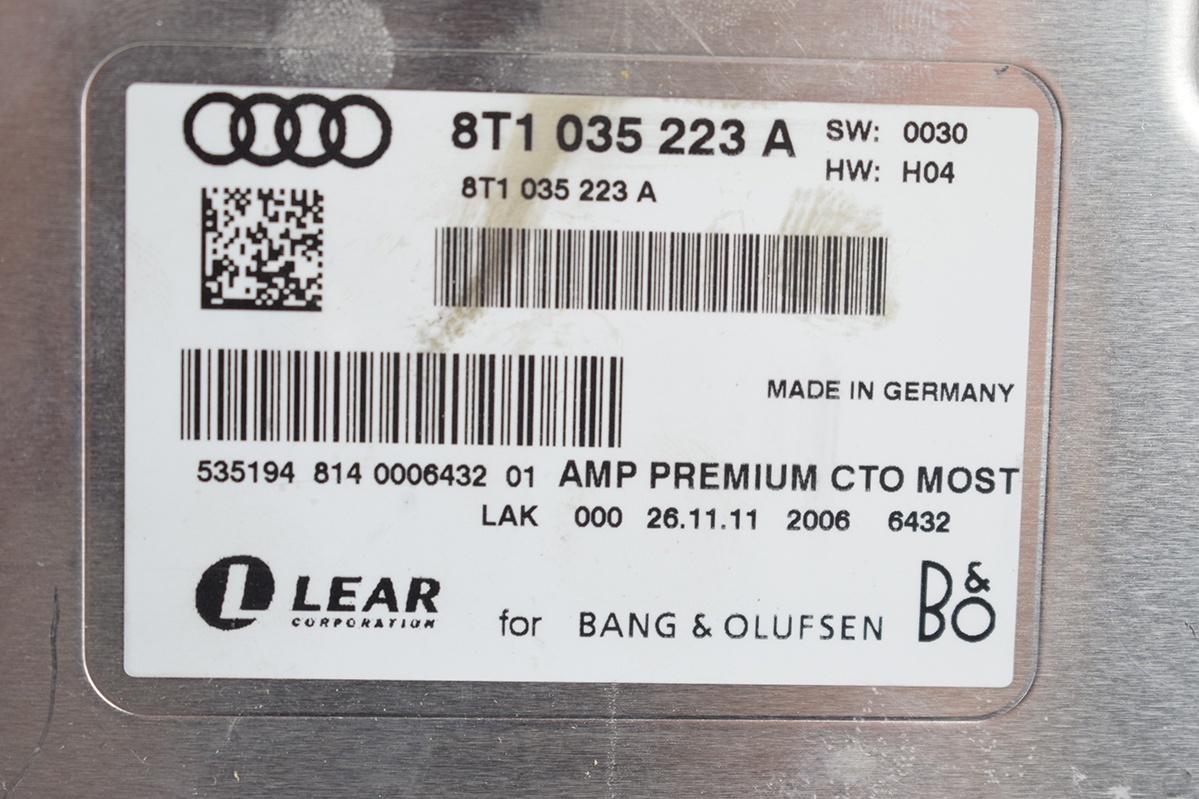 8T1 035 223 A SW: 0030
HW: H04
8T1 035 223 A
MADE IN GERMANY
535194 814 0006432 01 AMP PREMIUM CTO MOST
LAK 000 26.11.11 2006 6432
L LEAR
CORPORATION
for BANG & OLUFSEN B&O